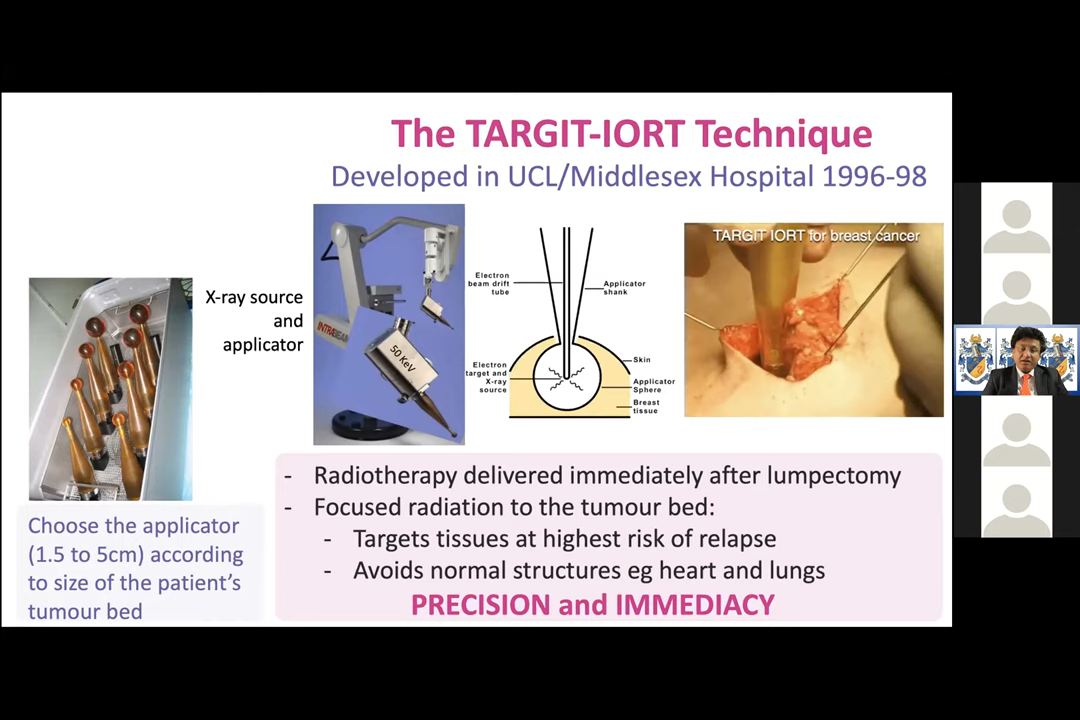 The TARGIT-IORT Technique
Developed in UCL/Middlesex Hospital 1996-98
X-ray source
and
applicator
INTRABEAM
50 KeV
Electron
beam drift
tube
Applicator
shank
Electron
target and
X-ray
source
Skin
Applicator
Sphere
Breast
tissue
TARGIT IORT for breast cancer
Choose the applicator
(1.5 to 5cm) according
to size of the patient's
tumour bed
- Radiotherapy delivered immediately after lumpectomy
- Focused radiation to the tumour bed:
- Targets tissues at highest risk of relapse
- Avoids normal structures eg heart and lungs
PRECISION and IMMEDIACY